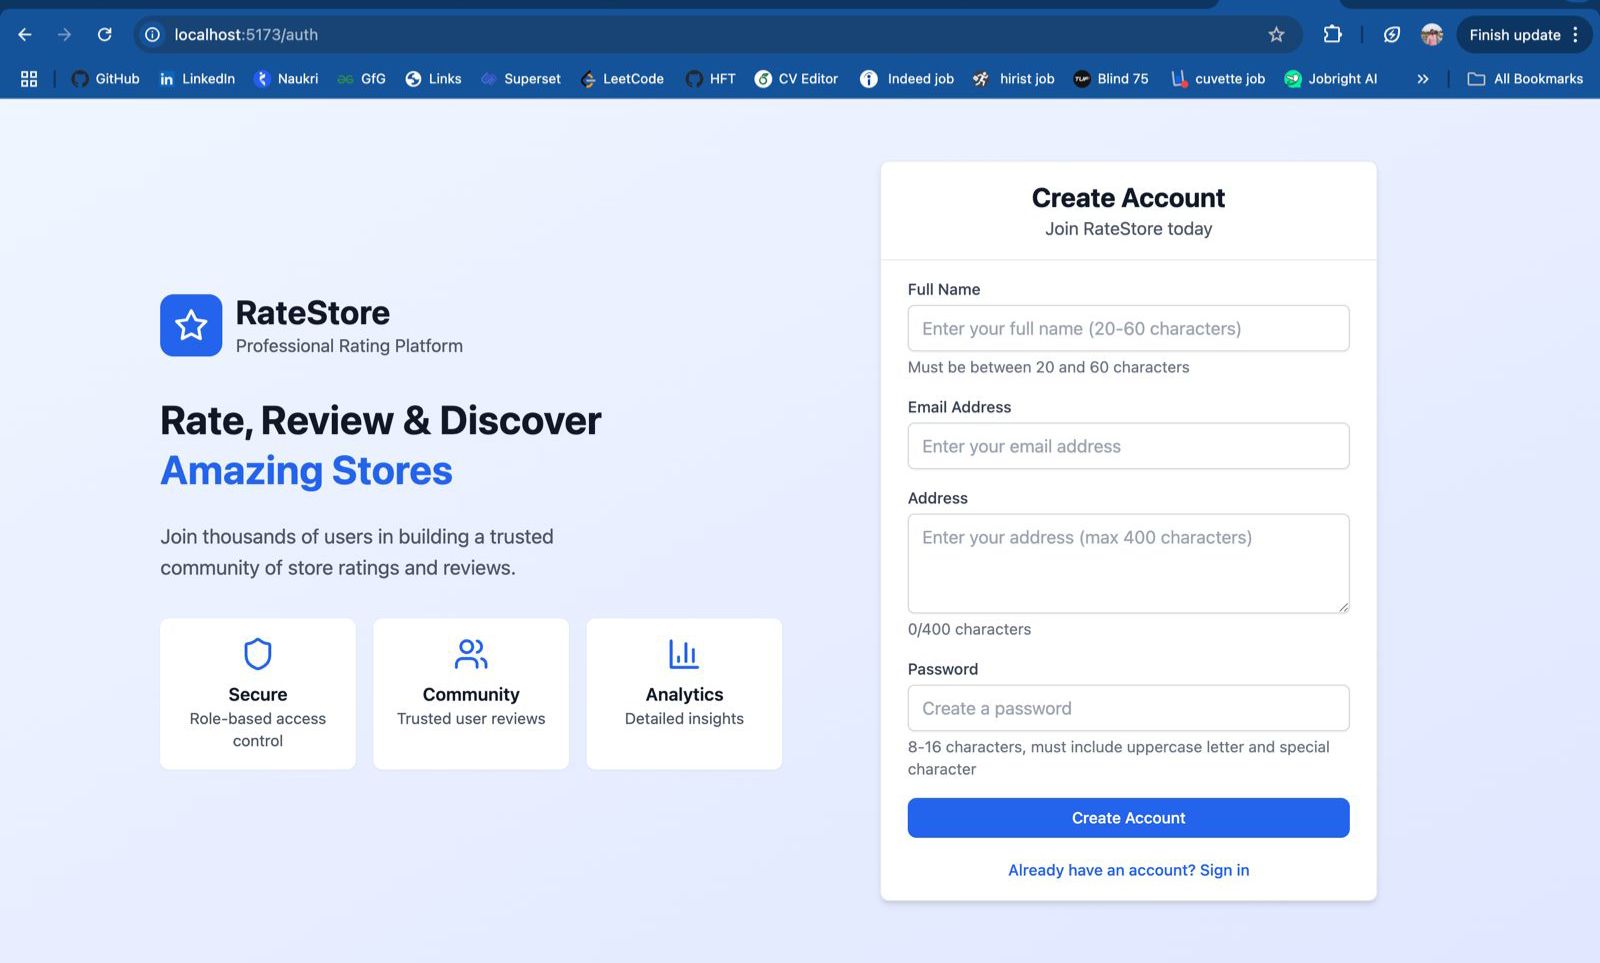 localhost:5173/auth
Finish update
GitHub
LinkedIn
Naukri
GfG
Links
Superset
LeetCode
HFT
CV Editor
Indeed job
hirist job
Blind 75
cuvette job
Jobright AI
All Bookmarks
RateStore
Professional Rating Platform
Rate, Review & Discover
Amazing Stores
Join thousands of users in building a trusted
community of store ratings and reviews.
Secure
Role-based access
control
Community
Trusted user reviews
Analytics
Detailed insights
Create Account
Join RateStore today
Full Name
Enter your full name (20-60 characters)
Must be between 20 and 60 characters
Email Address
Enter your email address
Address
Enter your address (max 400 characters)
0/400 characters
Password
Create a password
8-16 characters, must include uppercase letter and special
character
Create Account
Already have an account? Sign in